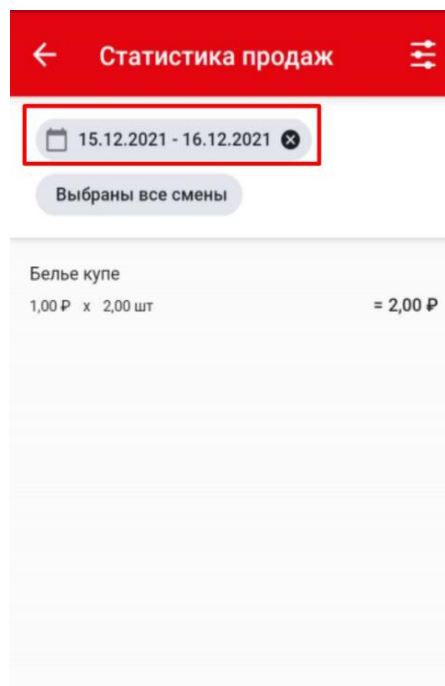 Статистика продаж
15.12.2021 - 16.12.2021
Выбраны все смены
Белье купе
1,00 ₽ x 2,00 шт = 2,00 ₽